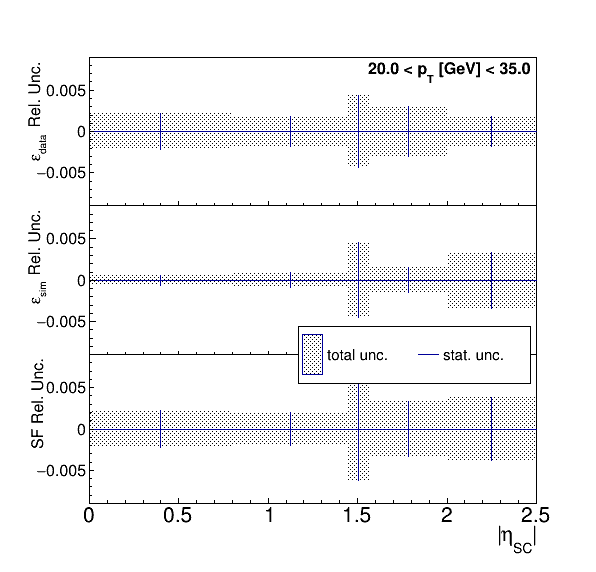 20.0 < p_T [GeV] < 35.0
ε_data Rel. Unc.
0.005
0
−0.005
ε_sim Rel. Unc.
0.005
0
−0.005
total unc.
stat. unc.
SF Rel. Unc.
0.005
0
−0.005
0 0.5 1 1.5 2 2.5
|η_SC|